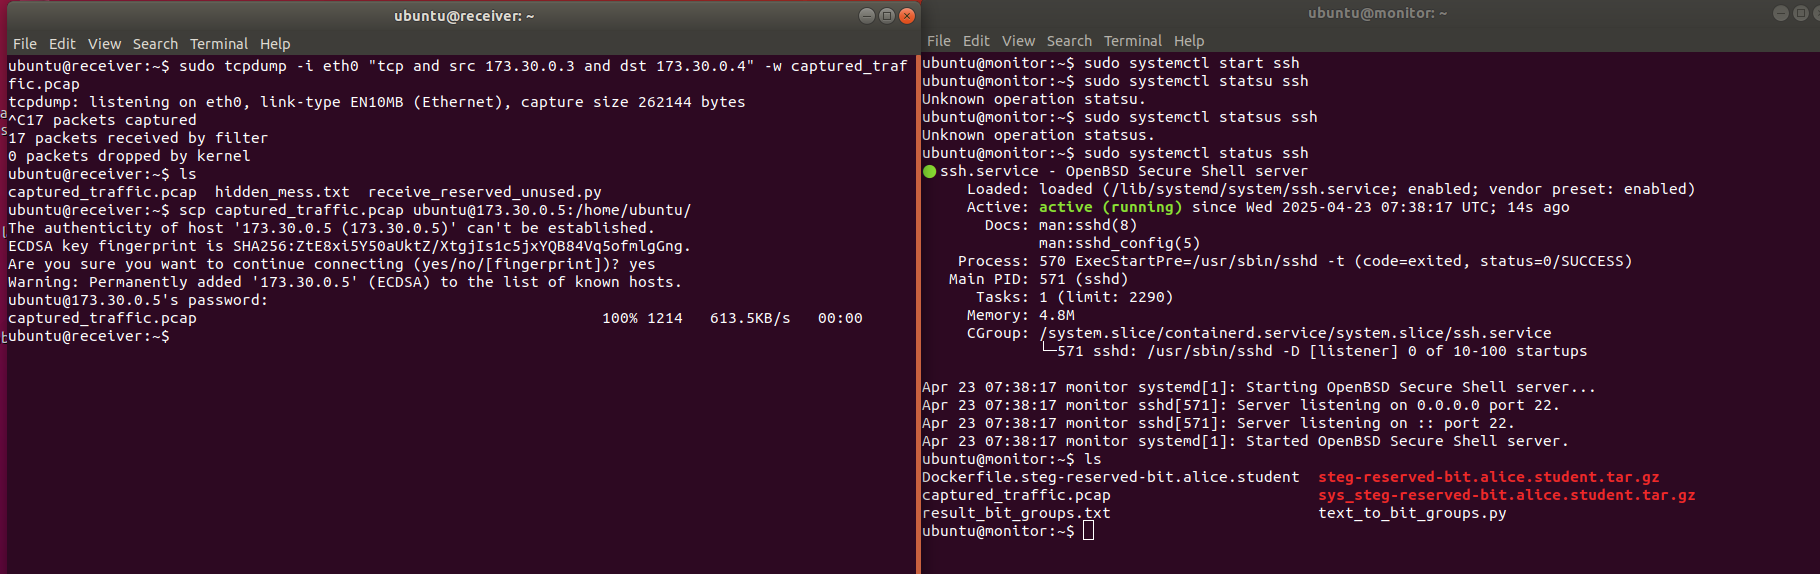 ubuntu@receiver: ~
File Edit View Search Terminal Help
ubuntu@receiver:~$ sudo tcpdump -i eth0 "tcp and src 173.30.0.3 and dst 173.30.0.4" -w captured_traf
fic.pcap
tcpdump: listening on eth0, link-type EN10MB (Ethernet), capture size 262144 bytes
^C17 packets captured
17 packets received by filter
0 packets dropped by kernel
ubuntu@receiver:~$ ls
captured_traffic.pcap  hidden_mess.txt  receive_reserved_unused.py
ubuntu@receiver:~$ scp captured_traffic.pcap ubuntu@173.30.0.5:/home/ubuntu/
The authenticity of host '173.30.0.5 (173.30.0.5)' can't be established.
ECDSA key fingerprint is SHA256:ZtE8xi5Y50aUktZ/XtgjIs1c5jxYQB84Vq5ofmlgGng.
Are you sure you want to continue connecting (yes/no/[fingerprint])? yes
Warning: Permanently added '173.30.0.5' (ECDSA) to the list of known hosts.
ubuntu@173.30.0.5's password:
captured_traffic.pcap                                             100% 1214   613.5KB/s   00:00
ubuntu@receiver:~$
ubuntu@monitor: ~
File Edit View Search Terminal Help
ubuntu@monitor:~$ sudo systemctl start ssh
ubuntu@monitor:~$ sudo systemctl statsu ssh
Unknown operation statsu.
ubuntu@monitor:~$ sudo systemctl statsus ssh
Unknown operation statsus.
ubuntu@monitor:~$ sudo systemctl status ssh
● ssh.service - OpenBSD Secure Shell server
     Loaded: loaded (/lib/systemd/system/ssh.service; enabled; vendor preset: enabled)
     Active: active (running) since Wed 2025-04-23 07:38:17 UTC; 14s ago
       Docs: man:sshd(8)
             man:sshd_config(5)
    Process: 570 ExecStartPre=/usr/sbin/sshd -t (code=exited, status=0/SUCCESS)
   Main PID: 571 (sshd)
      Tasks: 1 (limit: 2290)
     Memory: 4.8M
     CGroup: /system.slice/containerd.service/system.slice/ssh.service
             └─571 sshd: /usr/sbin/sshd -D [listener] 0 of 10-100 startups
Apr 23 07:38:17 monitor systemd[1]: Starting OpenBSD Secure Shell server...
Apr 23 07:38:17 monitor sshd[571]: Server listening on 0.0.0.0 port 22.
Apr 23 07:38:17 monitor sshd[571]: Server listening on :: port 22.
Apr 23 07:38:17 monitor systemd[1]: Started OpenBSD Secure Shell server.
ubuntu@monitor:~$ ls
Dockerfile.steg-reserved-bit.alice.student  steg-reserved-bit.alice.student.tar.gz
captured_traffic.pcap                       sys_steg-reserved-bit.alice.student.tar.gz
result_bit_groups.txt                       text_to_bit_groups.py
ubuntu@monitor:~$